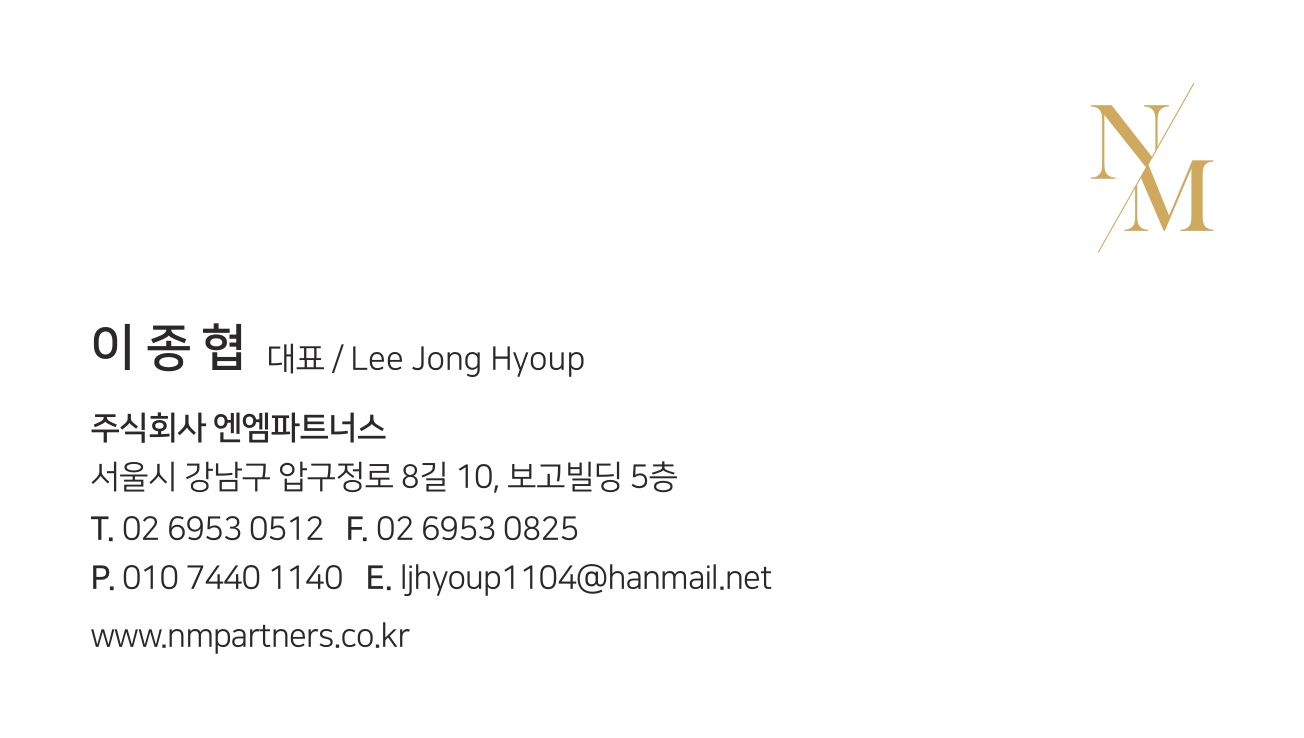 NM
이종협 대표 / Lee Jong Hyoup
주식회사 엔엠파트너스
서울시 강남구 압구정로 8길 10, 보고빌딩 5층
T. 02 6953 0512 F. 02 6953 0825
P. 010 7440 1140 E. ljhyoup1104@hanmail.net
www.nmpartners.co.kr